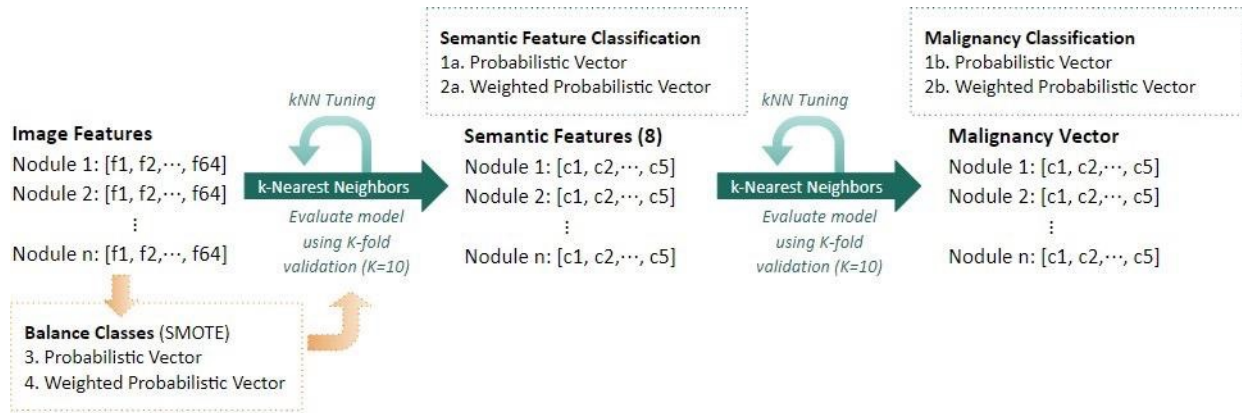 Semantic Feature Classification
1a. Probabilistic Vector
2a. Weighted Probabilistic Vector
Malignancy Classification
1b. Probabilistic Vector
2b. Weighted Probabilistic Vector
Image Features
Nodule 1: [f1, f2,⋯, f64]
Nodule 2: [f1, f2,⋯, f64]
⋮
Nodule n: [f1, f2,⋯, f64]
kNN Tuning
k-Nearest Neighbors
Evaluate model
using K-fold
validation (K=10)
Semantic Features (8)
Nodule 1: [c1, c2,⋯, c5]
Nodule 2: [c1, c2,⋯, c5]
⋮
Nodule n: [c1, c2,⋯, c5]
kNN Tuning
k-Nearest Neighbors
Evaluate model
using K-fold
validation (K=10)
Malignancy Vector
Nodule 1: [c1, c2,⋯, c5]
Nodule 2: [c1, c2,⋯, c5]
⋮
Nodule n: [c1, c2,⋯, c5]
Balance Classes (SMOTE)
3. Probabilistic Vector
4. Weighted Probabilistic Vector